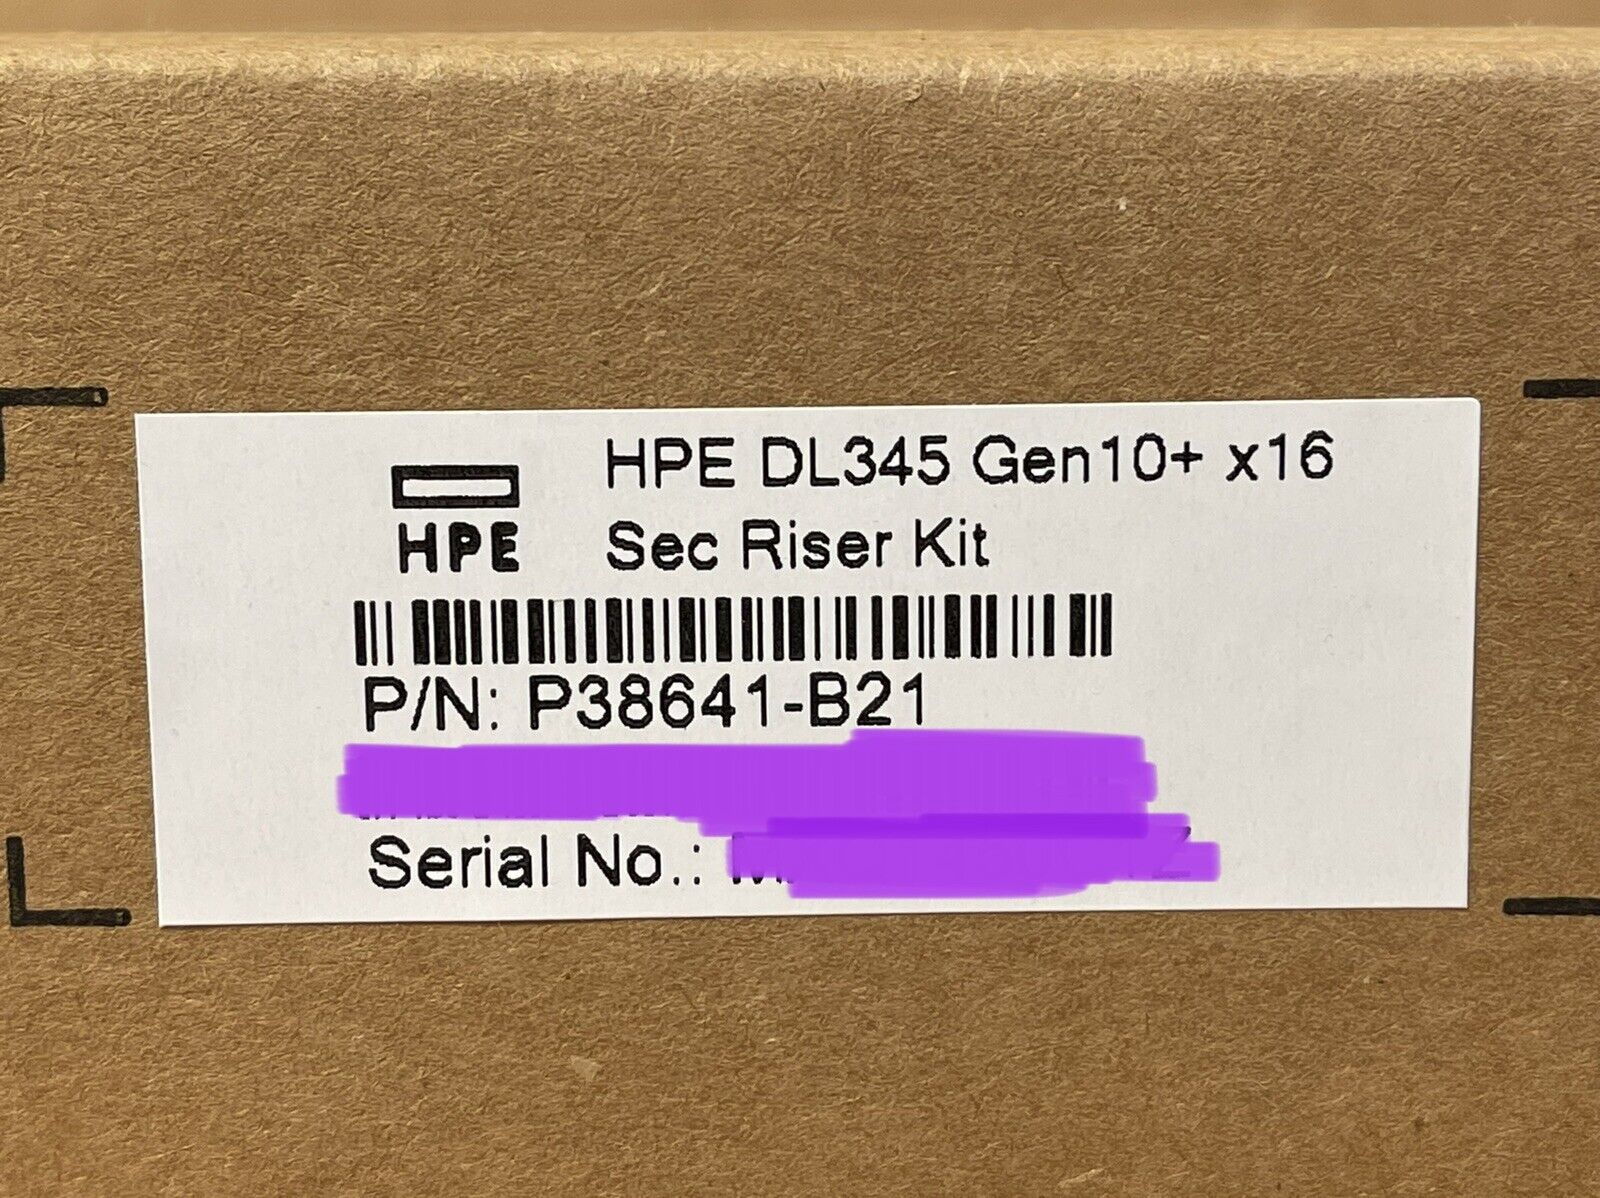 HPE DL345 Gen10+ x16
HPE Sec Riser Kit
P/N: P38641-B21
Serial No.: